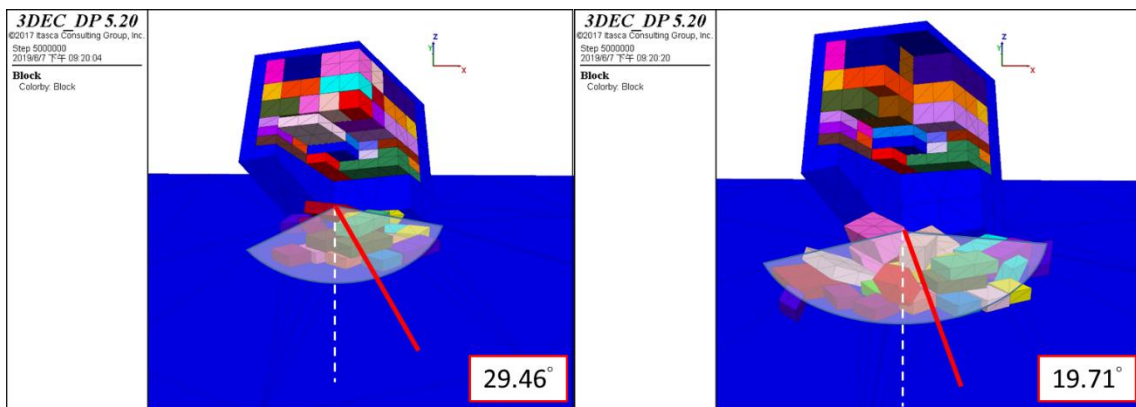 3DEC_DP 5.20
©2017 Itasca Consulting Group, Inc.
Step 5000000
2019/6/7 下午 09:20:04
Block
Colorby: Block
Z
Y
X
29.46°
3DEC_DP 5.20
©2017 Itasca Consulting Group, Inc.
Step 5000000
2019/6/7 下午 09:20:20
Block
Colorby: Block
Z
Y
X
19.71°